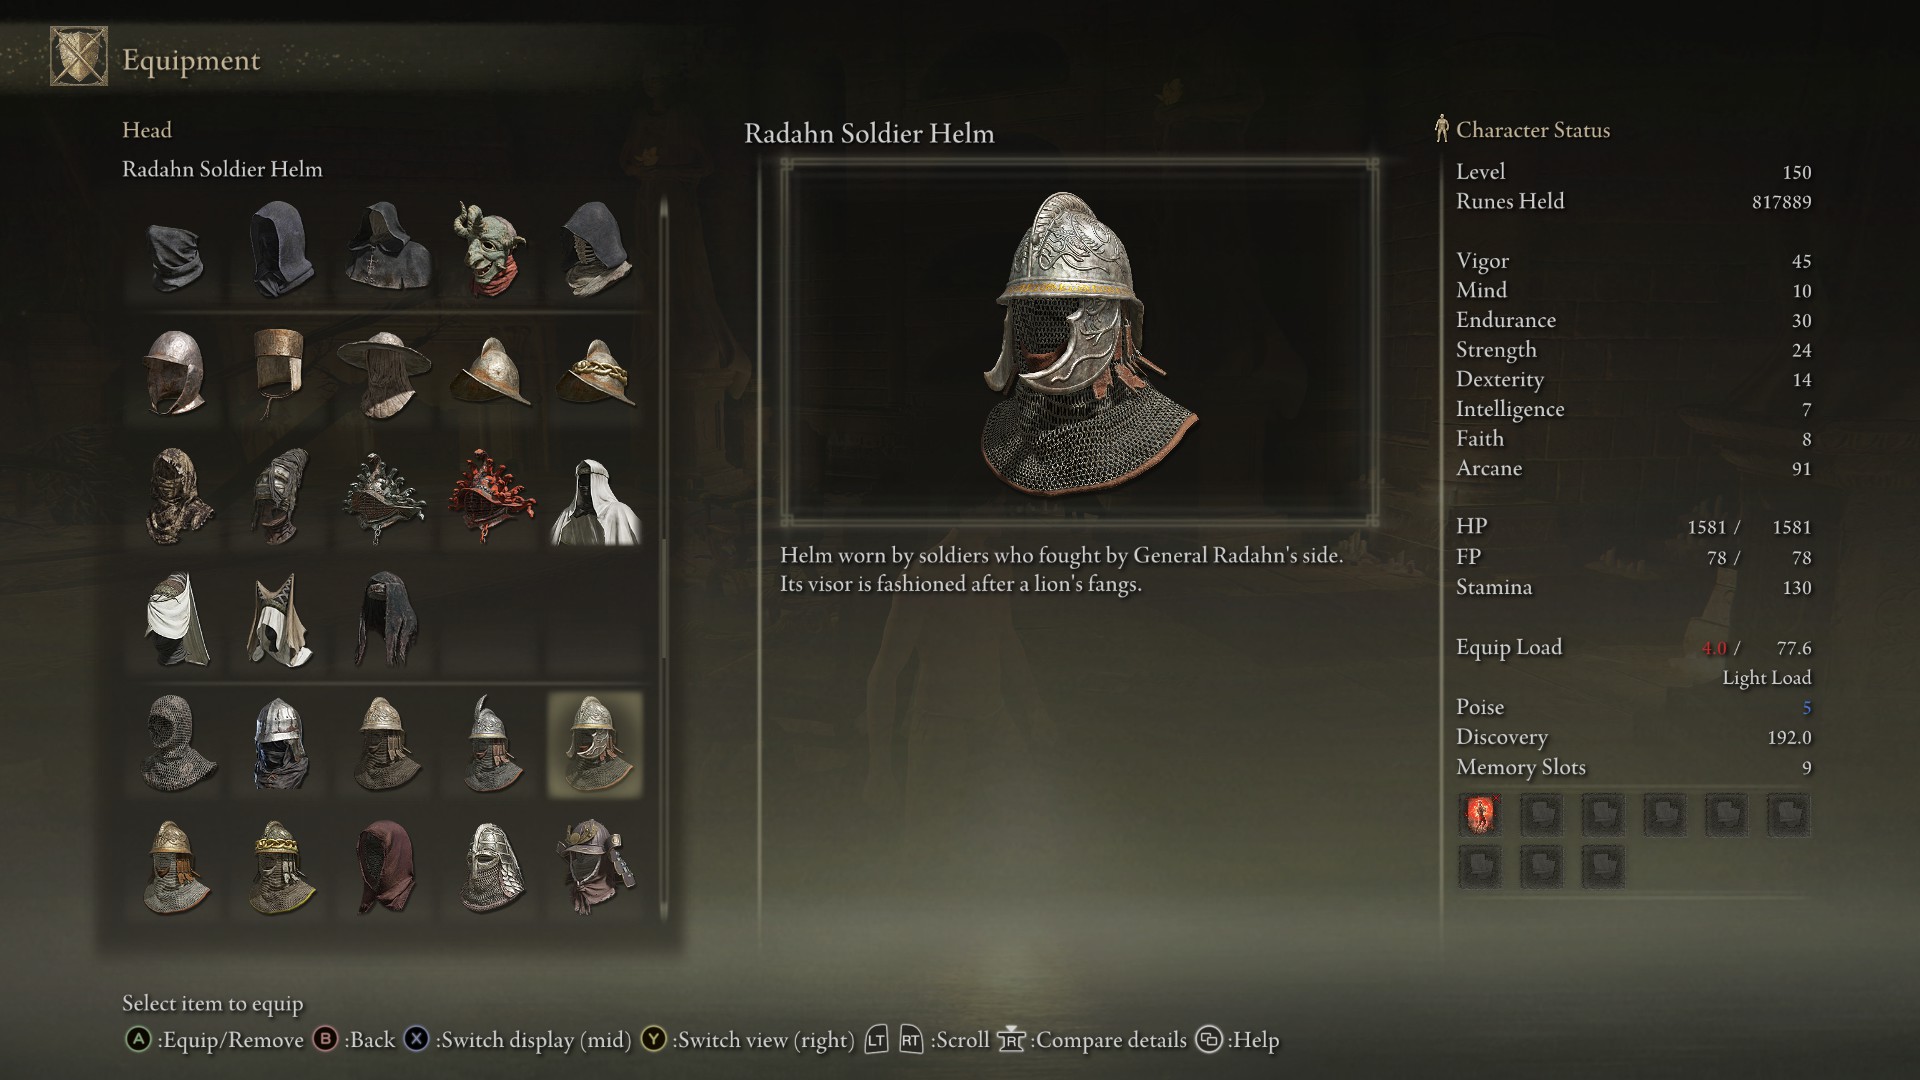 Equipment
Head
Radahn Soldier Helm
Radahn Soldier Helm
Helm worn by soldiers who fought by General Radahn's side.
Its visor is fashioned after a lion's fangs.
Character Status
Level 150
Runes Held 817889
Vigor 45
Mind 10
Endurance 30
Strength 24
Dexterity 14
Intelligence 7
Faith 8
Arcane 91
HP 1581 / 1581
FP 78 / 78
Stamina 130
Equip Load 4.0 / 77.6
Light Load
Poise 5
Discovery 192.0
Memory Slots 9
Select item to equip
A :Equip/Remove B :Back X :Switch display (mid) Y :Switch view (right) LT RT :Scroll R :Compare details :Help